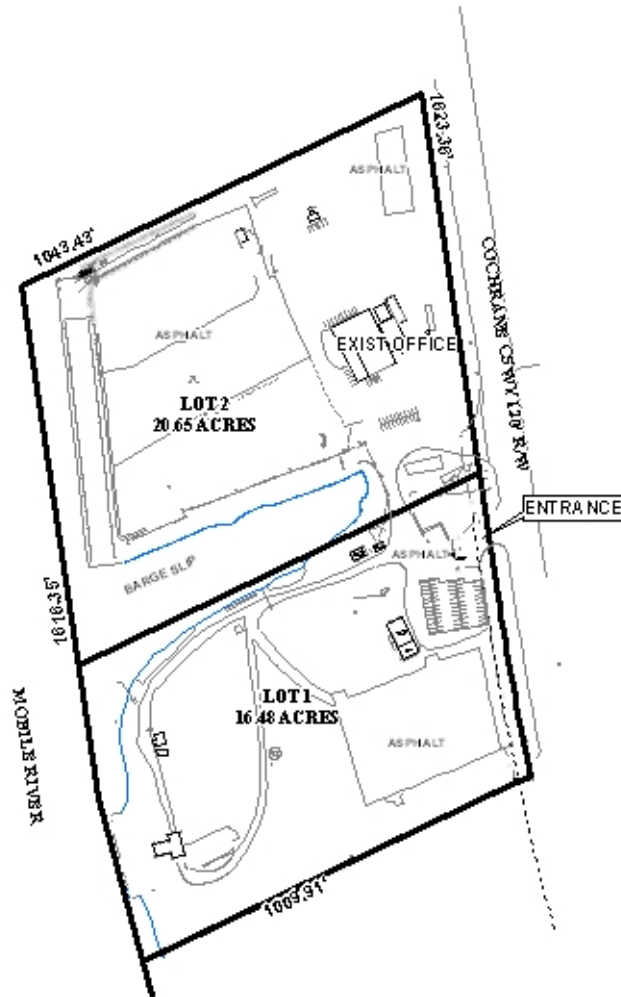 1623.36'
ASPHALT
1043.43'
COCHRANE CSWY 120' R/W
ASPHALT
EXIST OFFICE
LOT 2
20.65 ACRES
ENTRANCE
ASPHALT
BARGE SLIP
1616.35'
LOT 1
16.48 ACRES
MOBILE RIVER
ASPHALT
1009.91'